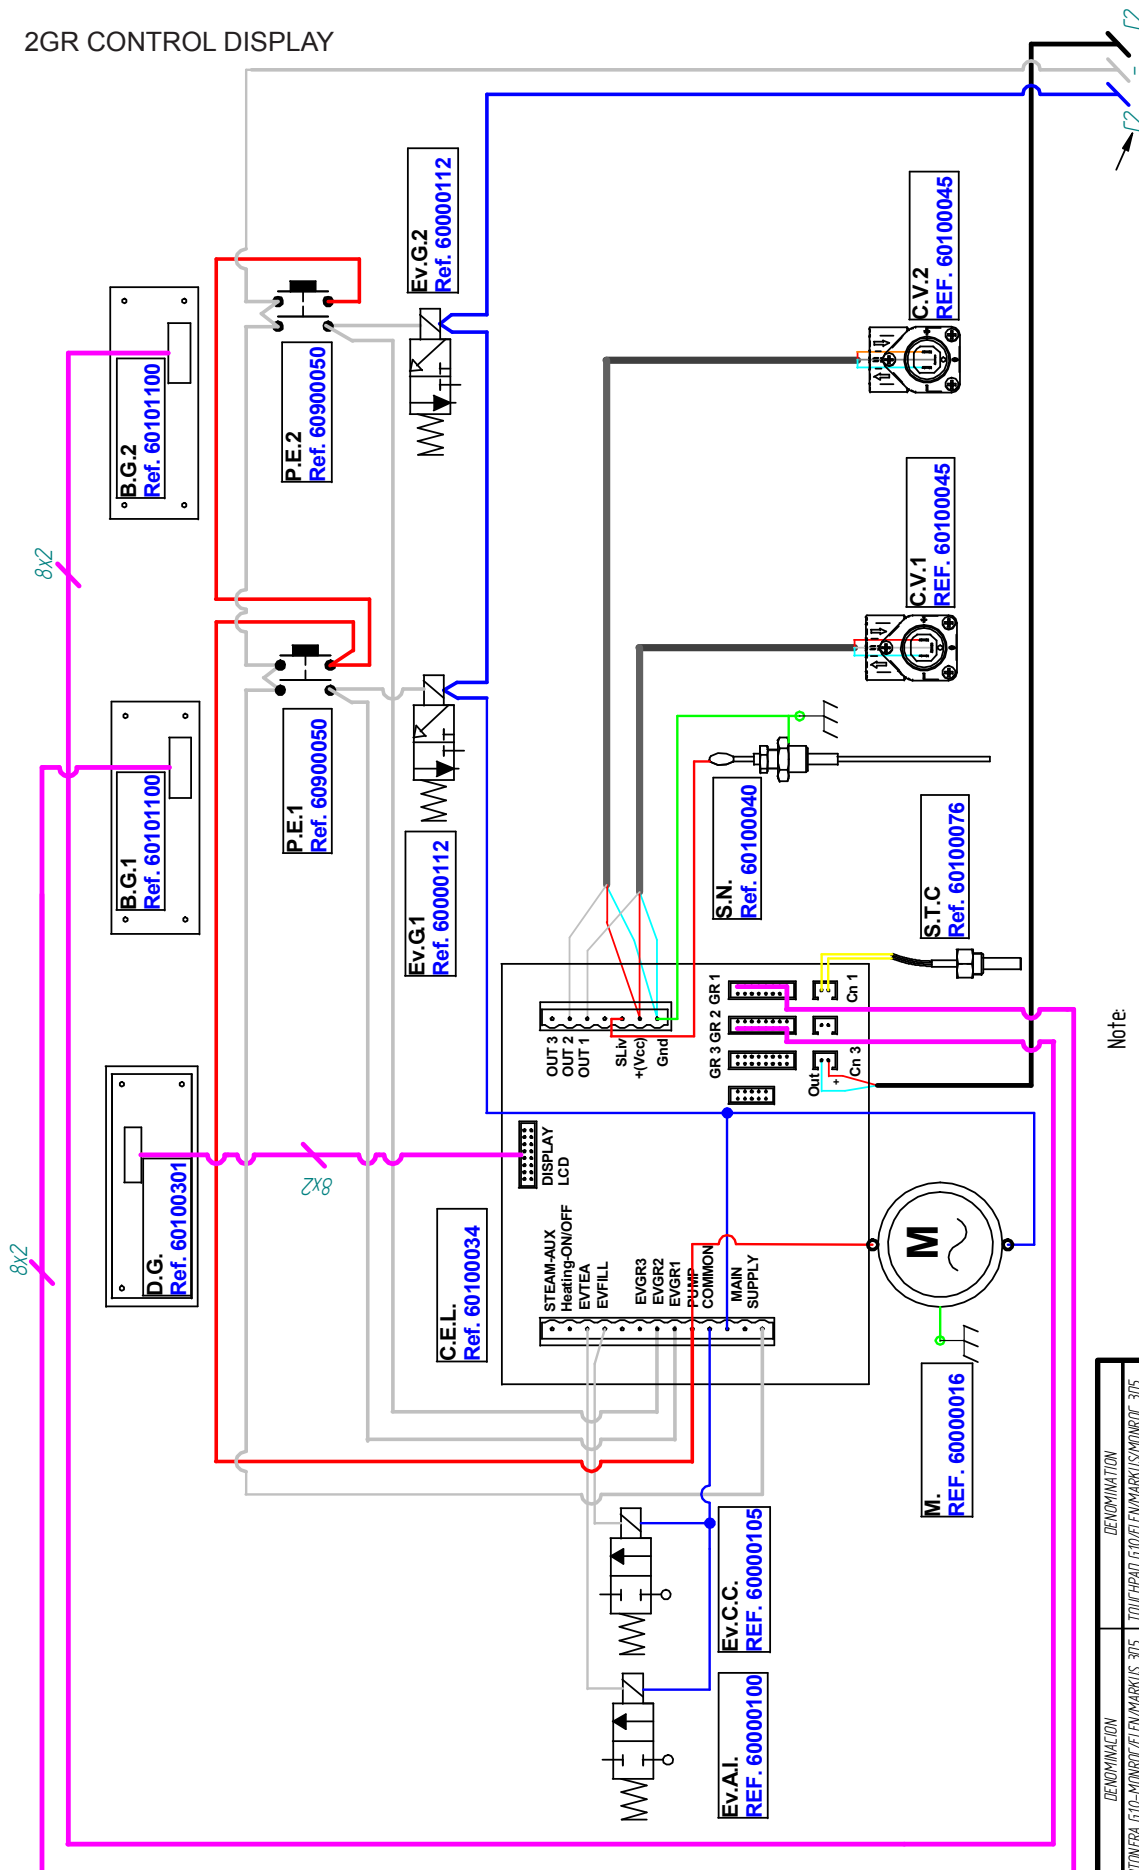 2GR CONTROL DISPLAY
8x2
8x2
8x2
B.G.2
Ref. 60101100
B.G.1
Ref. 60101100
D.G.
Ref. 60100301
P.E.2
Ref. 60900050
P.E.1
Ref. 60900050
Ev.G.2
Ref. 60000112
Ev.G.1
Ref. 60000112
C.V.2
REF. 60100045
C.V.1
REF. 60100045
S.N.
Ref. 60100040
S.T.C
Ref. 60100076
C.E.L.
Ref. 60100034
OUT 3
OUT 2
OUT 1
SLiv
+(Vcc)
Gnd
GR 3 GR 2 GR 1
Cn 1
Cn 3
Out
+
DISPLAY
LCD
STEAM-AUX
Heating-ON/OFF
EVTEA
EVFILL
EVGR3
EVGR2
EVGR1
PUMP
COMMON
MAIN
SUPPLY
M
M.
REF. 60000016
Ev.C.C.
REF. 60000105
Ev.A.I.
REF. 60000100
Note:
DENOMINACION
DENOMINATION